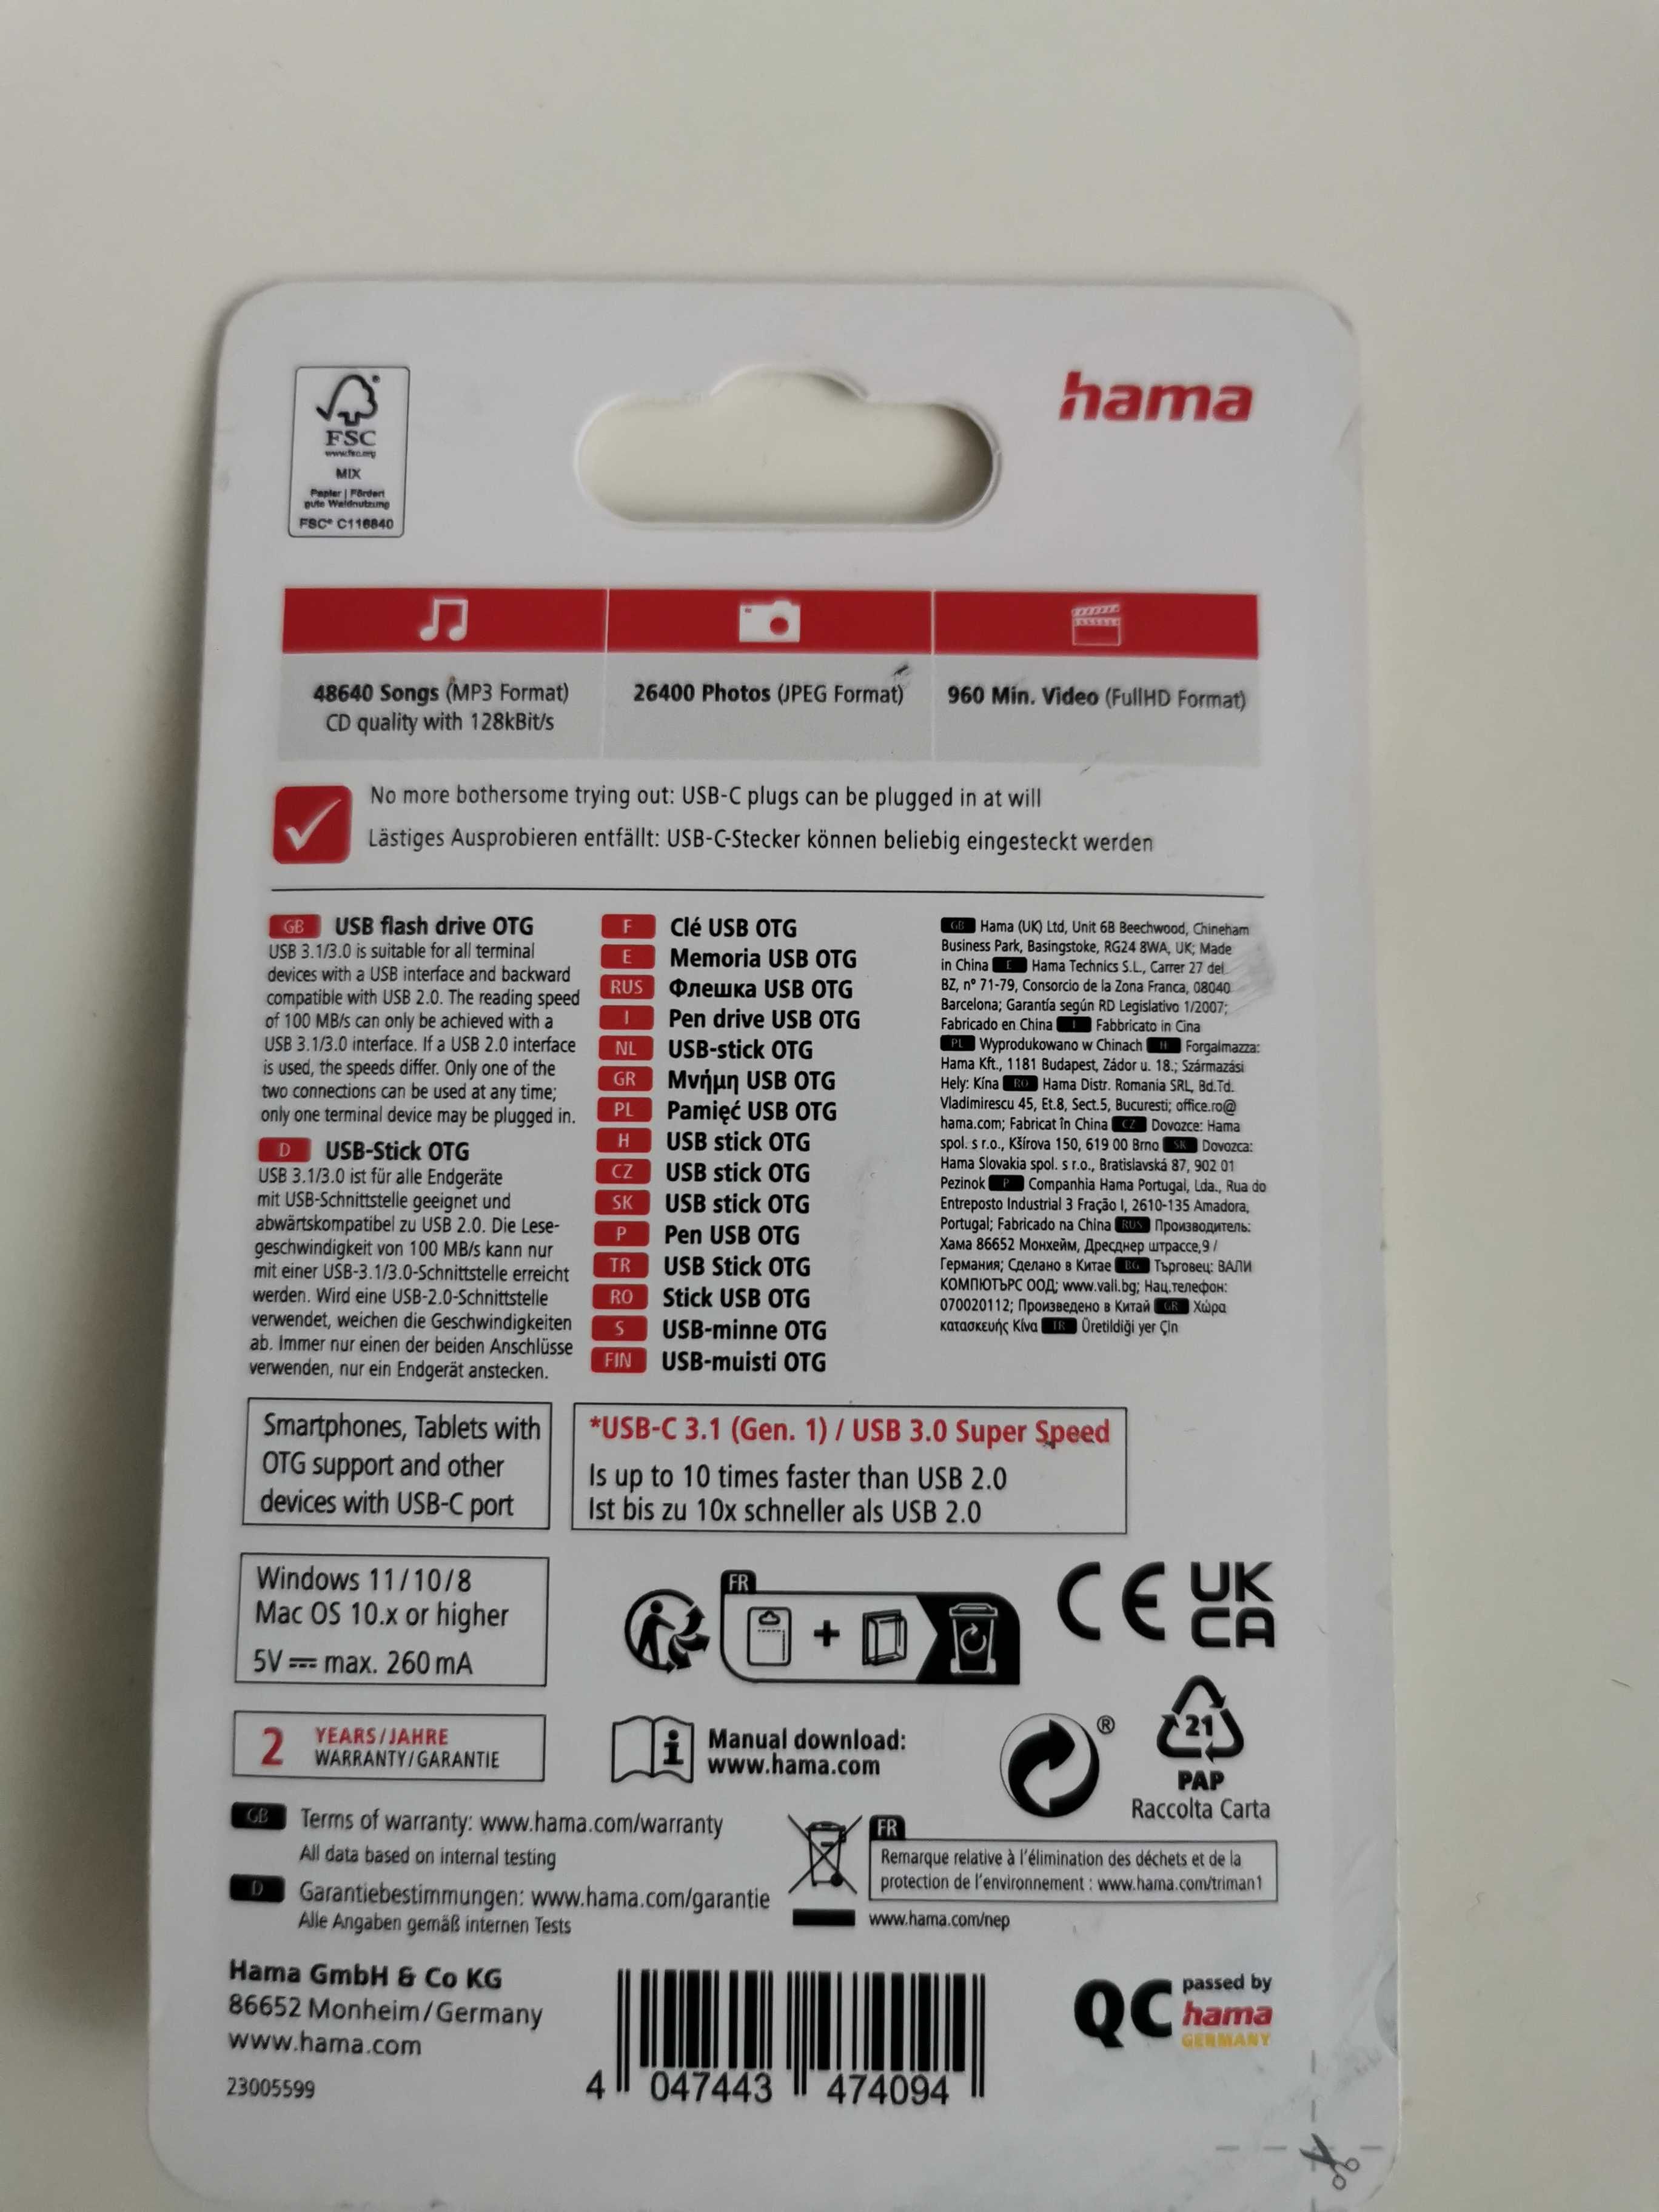 FSC
www.fsc.org
MIX
Papier | Fördert
gute Waldnutzung
FSC® C116840
hama
48640 Songs (MP3 Format)
CD quality with 128kBit/s
26400 Photos (JPEG Format)
960 Min. Video (FullHD Format)
No more bothersome trying out: USB-C plugs can be plugged in at will
Lästiges Ausprobieren entfällt: USB-C-Stecker können beliebig eingesteckt werden
GB USB flash drive OTG
USB 3.1/3.0 is suitable for all terminal
devices with a USB interface and backward
compatible with USB 2.0. The reading speed
of 100 MB/s can only be achieved with a
USB 3.1/3.0 interface. If a USB 2.0 interface
is used, the speeds differ. Only one of the
two connections can be used at any time;
only one terminal device may be plugged in.
D USB-Stick OTG
USB 3.1/3.0 ist für alle Endgeräte
mit USB-Schnittstelle geeignet und
abwärtskompatibel zu USB 2.0. Die Lese-
geschwindigkeit von 100 MB/s kann nur
mit einer USB-3.1/3.0-Schnittstelle erreicht
werden. Wird eine USB-2.0-Schnittstelle
verwendet, weichen die Geschwindigkeiten
ab. Immer nur einen der beiden Anschlüsse
verwenden, nur ein Endgerät anstecken.
F Clé USB OTG
E Memoria USB OTG
RUS Флешка USB OTG
I Pen drive USB OTG
NL USB-stick OTG
GR Μνήμη USB OTG
PL Pamięć USB OTG
H USB stick OTG
CZ USB stick OTG
SK USB stick OTG
P Pen USB OTG
TR USB Stick OTG
RO Stick USB OTG
S USB-minne OTG
FIN USB-muisti OTG
GB Hama (UK) Ltd, Unit 6B Beechwood, Chineham
Business Park, Basingstoke, RG24 8WA, UK; Made
in China E Hama Technics S.L., Carrer 27 del
BZ, nº 71-79, Consorcio de la Zona Franca, 08040
Barcelona; Garantía según RD Legislativo 1/2007;
Fabricado en China I Fabbricato in Cina
PL Wyprodukowano w Chinach H Forgalmazza:
Hama Kft., 1181 Budapest, Zádor u. 18.; Származási
Hely: Kína RO Hama Distr. Romania SRL, Bd.Td.
Vladimirescu 45, Et.8, Sect.5, Bucuresti; office.ro@
hama.com; Fabricat în China CZ Dovozce: Hama
spol. s r.o., Kšírova 150, 619 00 Brno SK Dovozca:
Hama Slovakia spol. s r.o., Bratislavská 87, 902 01
Pezinok P Companhia Hama Portugal, Lda., Rua do
Entreposto Industrial 3 Fração I, 2610-135 Amadora,
Portugal; Fabricado na China RUS Производитель:
Хама 86652 Монхейм, Дресднер штрассе,9 /
Германия; Сделано в Китае BG Търговец: ВАЛИ
КОМПЮТЪРС ООД; www.vali.bg; Нац.телефон:
070020112; Произведено в Китай GR Χώρα
κατασκευής Κίνα TR Üretildiği yer Çin
Smartphones, Tablets with
OTG support and other
devices with USB-C port
*USB-C 3.1 (Gen. 1) / USB 3.0 Super Speed
Is up to 10 times faster than USB 2.0
Ist bis zu 10x schneller als USB 2.0
Windows 11/10/8
Mac OS 10.x or higher
5V max. 260 mA
FR
+
CE UK
CA
2 YEARS/JAHRE
WARRANTY/GARANTIE
Manual download:
www.hama.com
®
21
PAP
Raccolta Carta
GB Terms of warranty: www.hama.com/warranty
All data based on internal testing
D Garantiebestimmungen: www.hama.com/garantie
Alle Angaben gemäß internen Tests
FR
Remarque relative à l'élimination des déchets et de la
protection de l'environnement : www.hama.com/triman1
www.hama.com/nep
Hama GmbH & Co KG
86652 Monheim/Germany
www.hama.com
23005599
4 047443 474094
QC passed by
hama
GERMANY